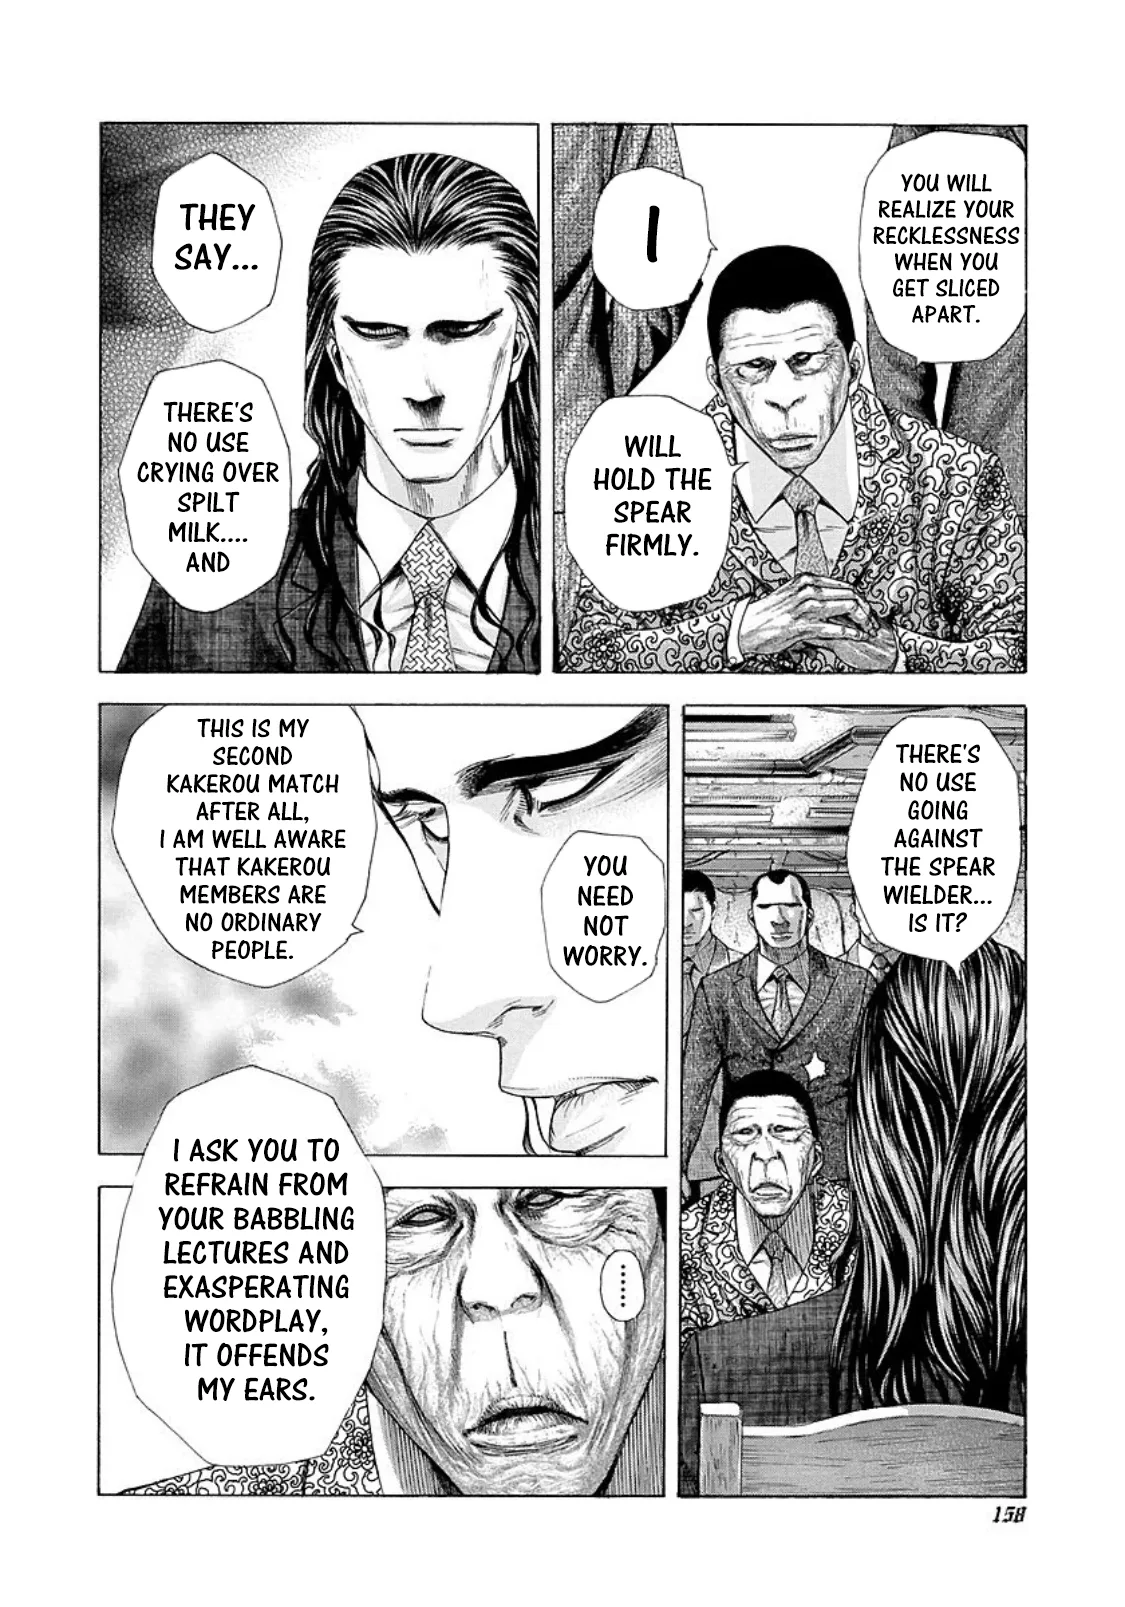 YOU WILL
REALIZE YOUR
RECKLESSNESS
WHEN YOU
GET SLICED
APART.
I
WILL
HOLD THE
SPEAR
FIRMLY.
THEY
SAY...
THERE'S
NO USE
CRYING OVER
SPILT
MILK....
AND
THERE'S
NO USE
GOING
AGAINST
THE SPEAR
WIELDER...
IS IT?
YOU
NEED
NOT
WORRY.
THIS IS MY
SECOND
KAKEROU MATCH
AFTER ALL,
I AM WELL AWARE
THAT KAKEROU
MEMBERS ARE
NO ORDINARY
PEOPLE.
I ASK YOU TO
REFRAIN FROM
YOUR BABBLING
LECTURES AND
EXASPERATING
WORDPLAY,
IT OFFENDS
MY EARS.
......
158